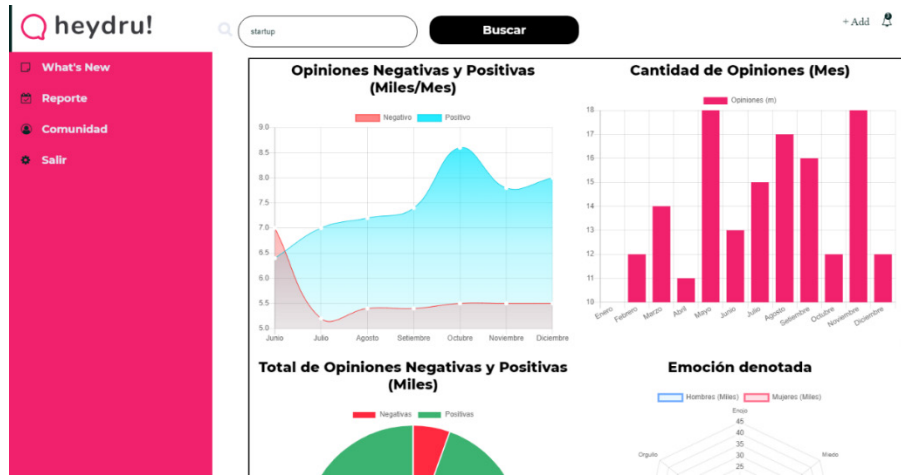 heydru!
startup
Buscar
+ Add
What's New
Reporte
Comunidad
Salir
Opiniones Negativas y Positivas
(Miles/Mes)
Negativo Positivo
9.0
8.5
8.0
7.5
7.0
6.5
6.0
5.5
5.0
Junio Julio Agosto Setiembre Octubre Noviembre Diciembre
Cantidad de Opiniones (Mes)
Opiniones (m)
18
17
16
15
14
13
12
11
10
Enero Febrero Marzo Abril Mayo Junio Julio Agosto Setiembre Octubre Noviembre Diciembre
Total de Opiniones Negativas y Positivas
(Miles)
Negativas Positivas
Emoción denotada
Hombres (Miles) Mujeres (Miles)
Enojo
45
40
Orgullo 35 Miedo
30
25